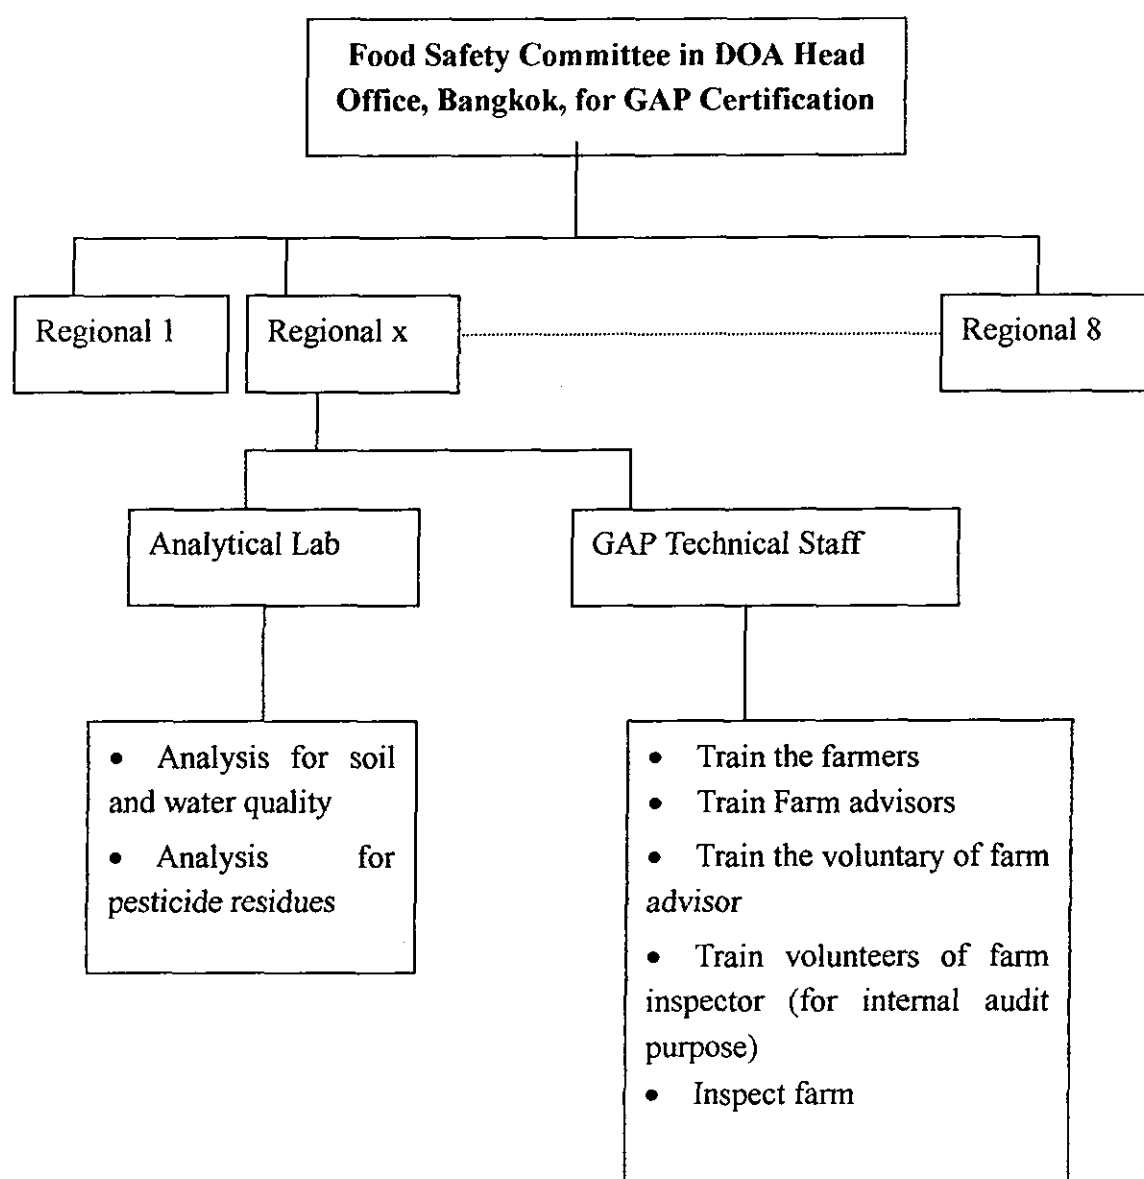 Food Safety Committee in DOA Head
Office, Bangkok, for GAP Certification
Regional 1
Regional x
Regional 8
Analytical Lab
GAP Technical Staff
• Analysis for soil
and water quality
• Analysis for
pesticide residues
• Train the farmers
• Train Farm advisors
• Train the voluntary of farm
advisor
• Train volunteers of farm
inspector (for internal audit
purpose)
• Inspect farm